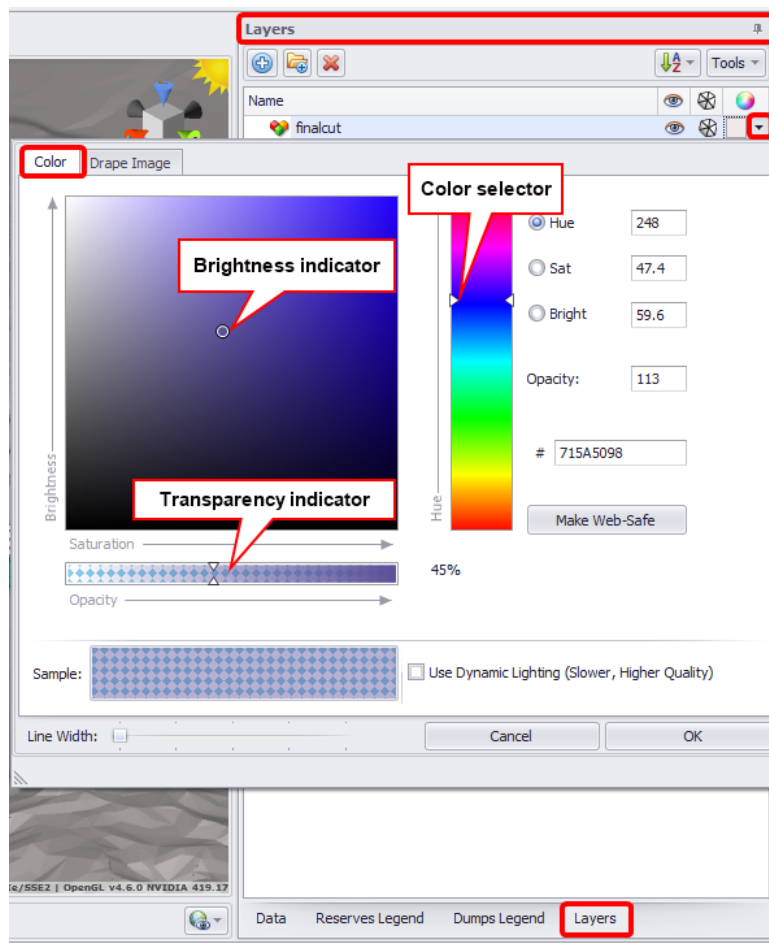 Layers
Tools
Name
finalcut
Color
Drape Image
Color selector
Hue
248
Brightness indicator
Sat
47.4
Bright
59.6
Opacity:
113
# 715A5098
Transparency indicator
Brightness
Hue
Make Web-Safe
Saturation
45%
Opacity
Sample:
Use Dynamic Lighting (Slower, Higher Quality)
Line Width:
Cancel
OK
e/SSE2 | OpenGL v4.6.0 NVIDIA 419.17
Data
Reserves Legend
Dumps Legend
Layers